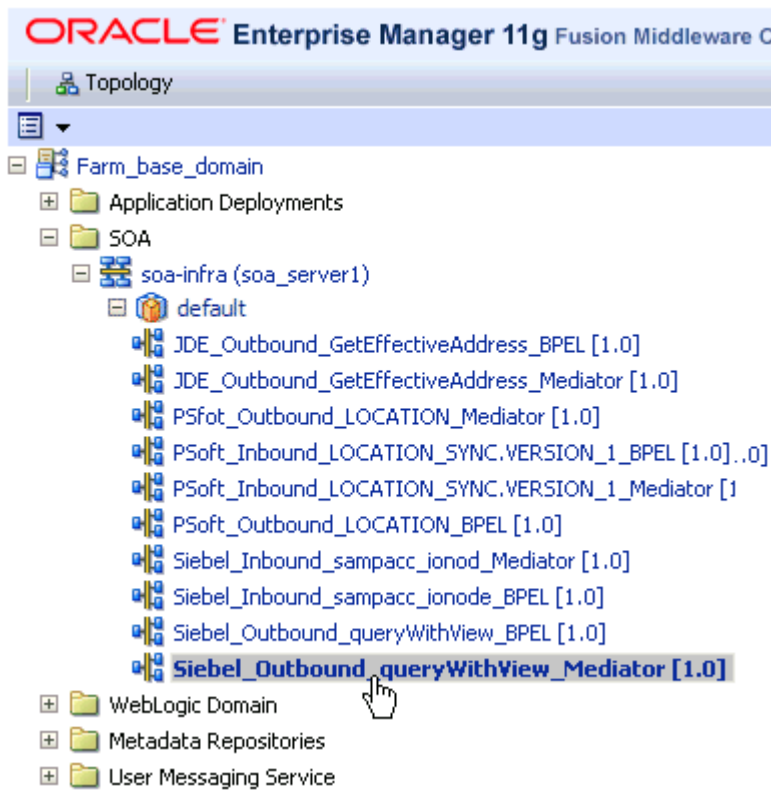 ORACLE Enterprise Manager 11g Fusion Middleware C
Topology
Farm_base_domain
Application Deployments
SOA
soa-infra (soa_server1)
default
JDE_Outbound_GetEffectiveAddress_BPEL [1.0]
JDE_Outbound_GetEffectiveAddress_Mediator [1.0]
PSfot_Outbound_LOCATION_Mediator [1.0]
PSoft_Inbound_LOCATION_SYNC.VERSION_1_BPEL [1.0]..0]
PSoft_Inbound_LOCATION_SYNC.VERSION_1_Mediator [1
PSoft_Outbound_LOCATION_BPEL [1.0]
Siebel_Inbound_sampacc_ionod_Mediator [1.0]
Siebel_Inbound_sampacc_ionode_BPEL [1.0]
Siebel_Outbound_queryWithView_BPEL [1.0]
Siebel_Outbound_queryWithView_Mediator [1.0]
WebLogic Domain
Metadata Repositories
User Messaging Service